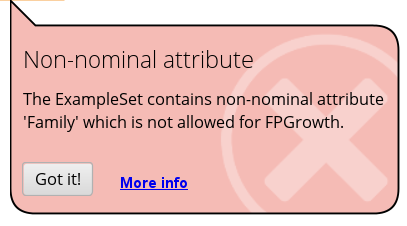 Non-nominal attribute
The ExampleSet contains non-nominal attribute
'Family' which is not allowed for FPGrowth.
Got it!
More info